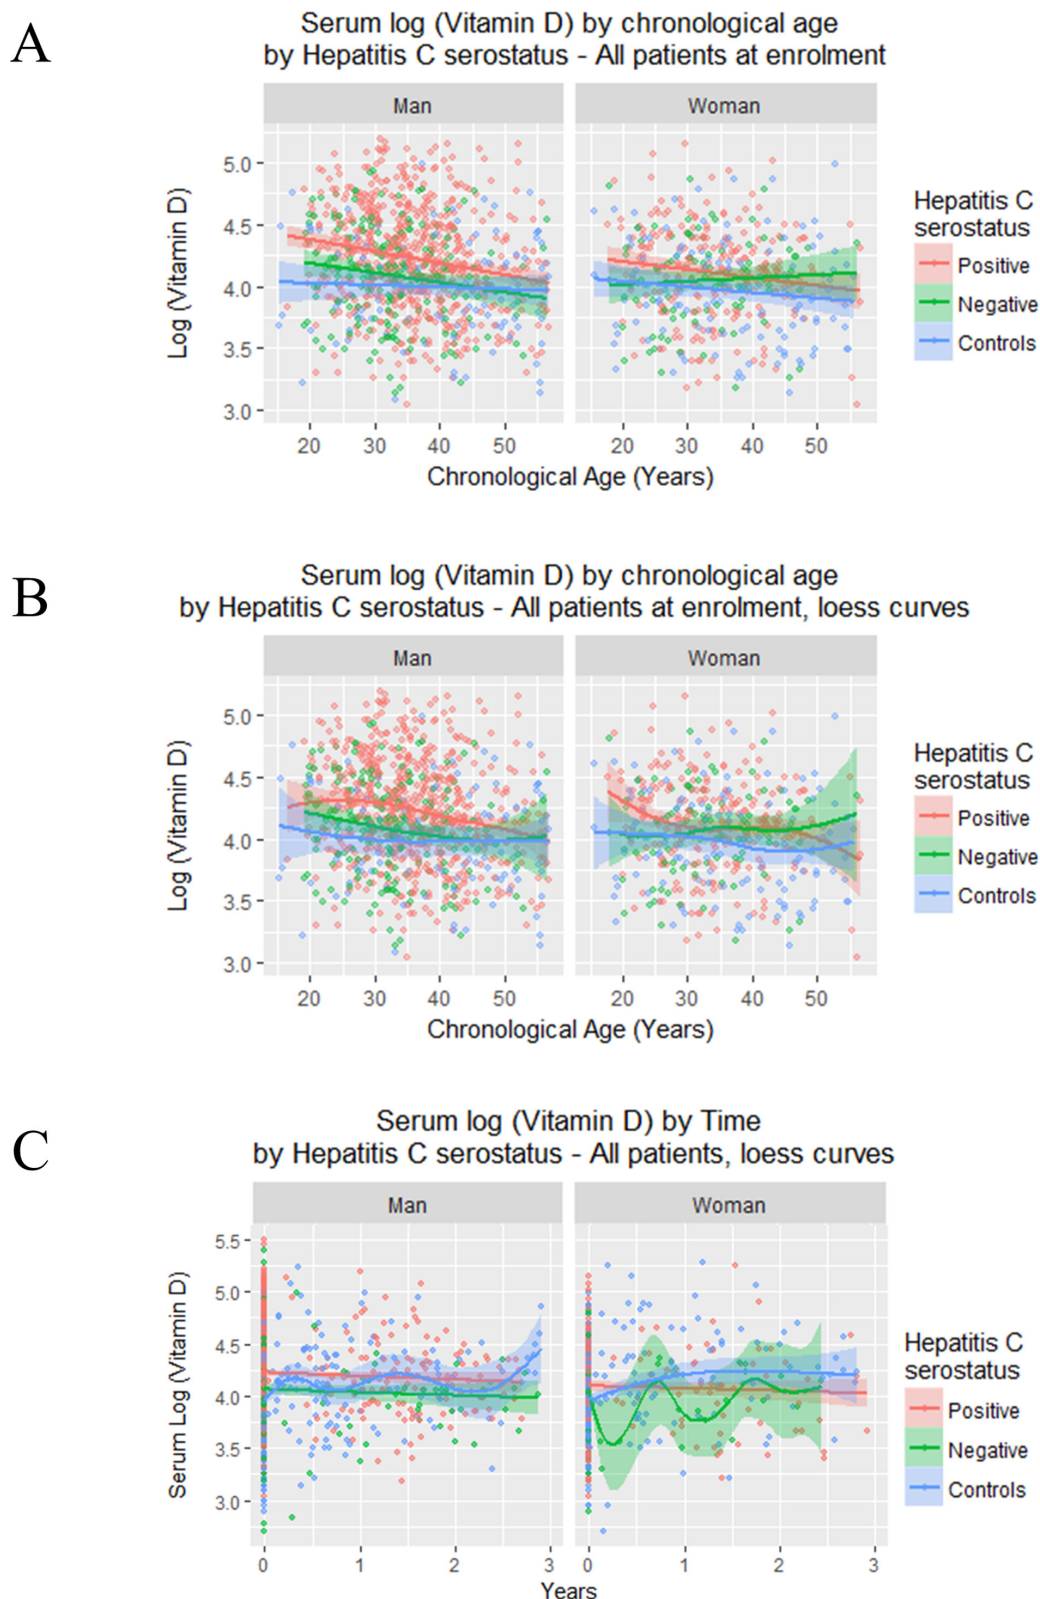 A
Serum log (Vitamin D) by chronological age
by Hepatitis C serostatus - All patients at enrolment
Man
Woman
Log (Vitamin D)
5.0
4.5
4.0
3.5
3.0
20 30 40 50
20 30 40 50
Chronological Age (Years)
Hepatitis C
serostatus
Positive
Negative
Controls
B
Serum log (Vitamin D) by chronological age
by Hepatitis C serostatus - All patients at enrolment, loess curves
Man
Woman
Log (Vitamin D)
5.0
4.5
4.0
3.5
3.0
20 30 40 50
20 30 40 50
Chronological Age (Years)
Hepatitis C
serostatus
Positive
Negative
Controls
C
Serum log (Vitamin D) by Time
by Hepatitis C serostatus - All patients, loess curves
Man
Woman
Serum Log (Vitamin D)
5.5
5.0
4.5
4.0
3.5
3.0
0 1 2 3
0 1 2 3
Years
Hepatitis C
serostatus
Positive
Negative
Controls